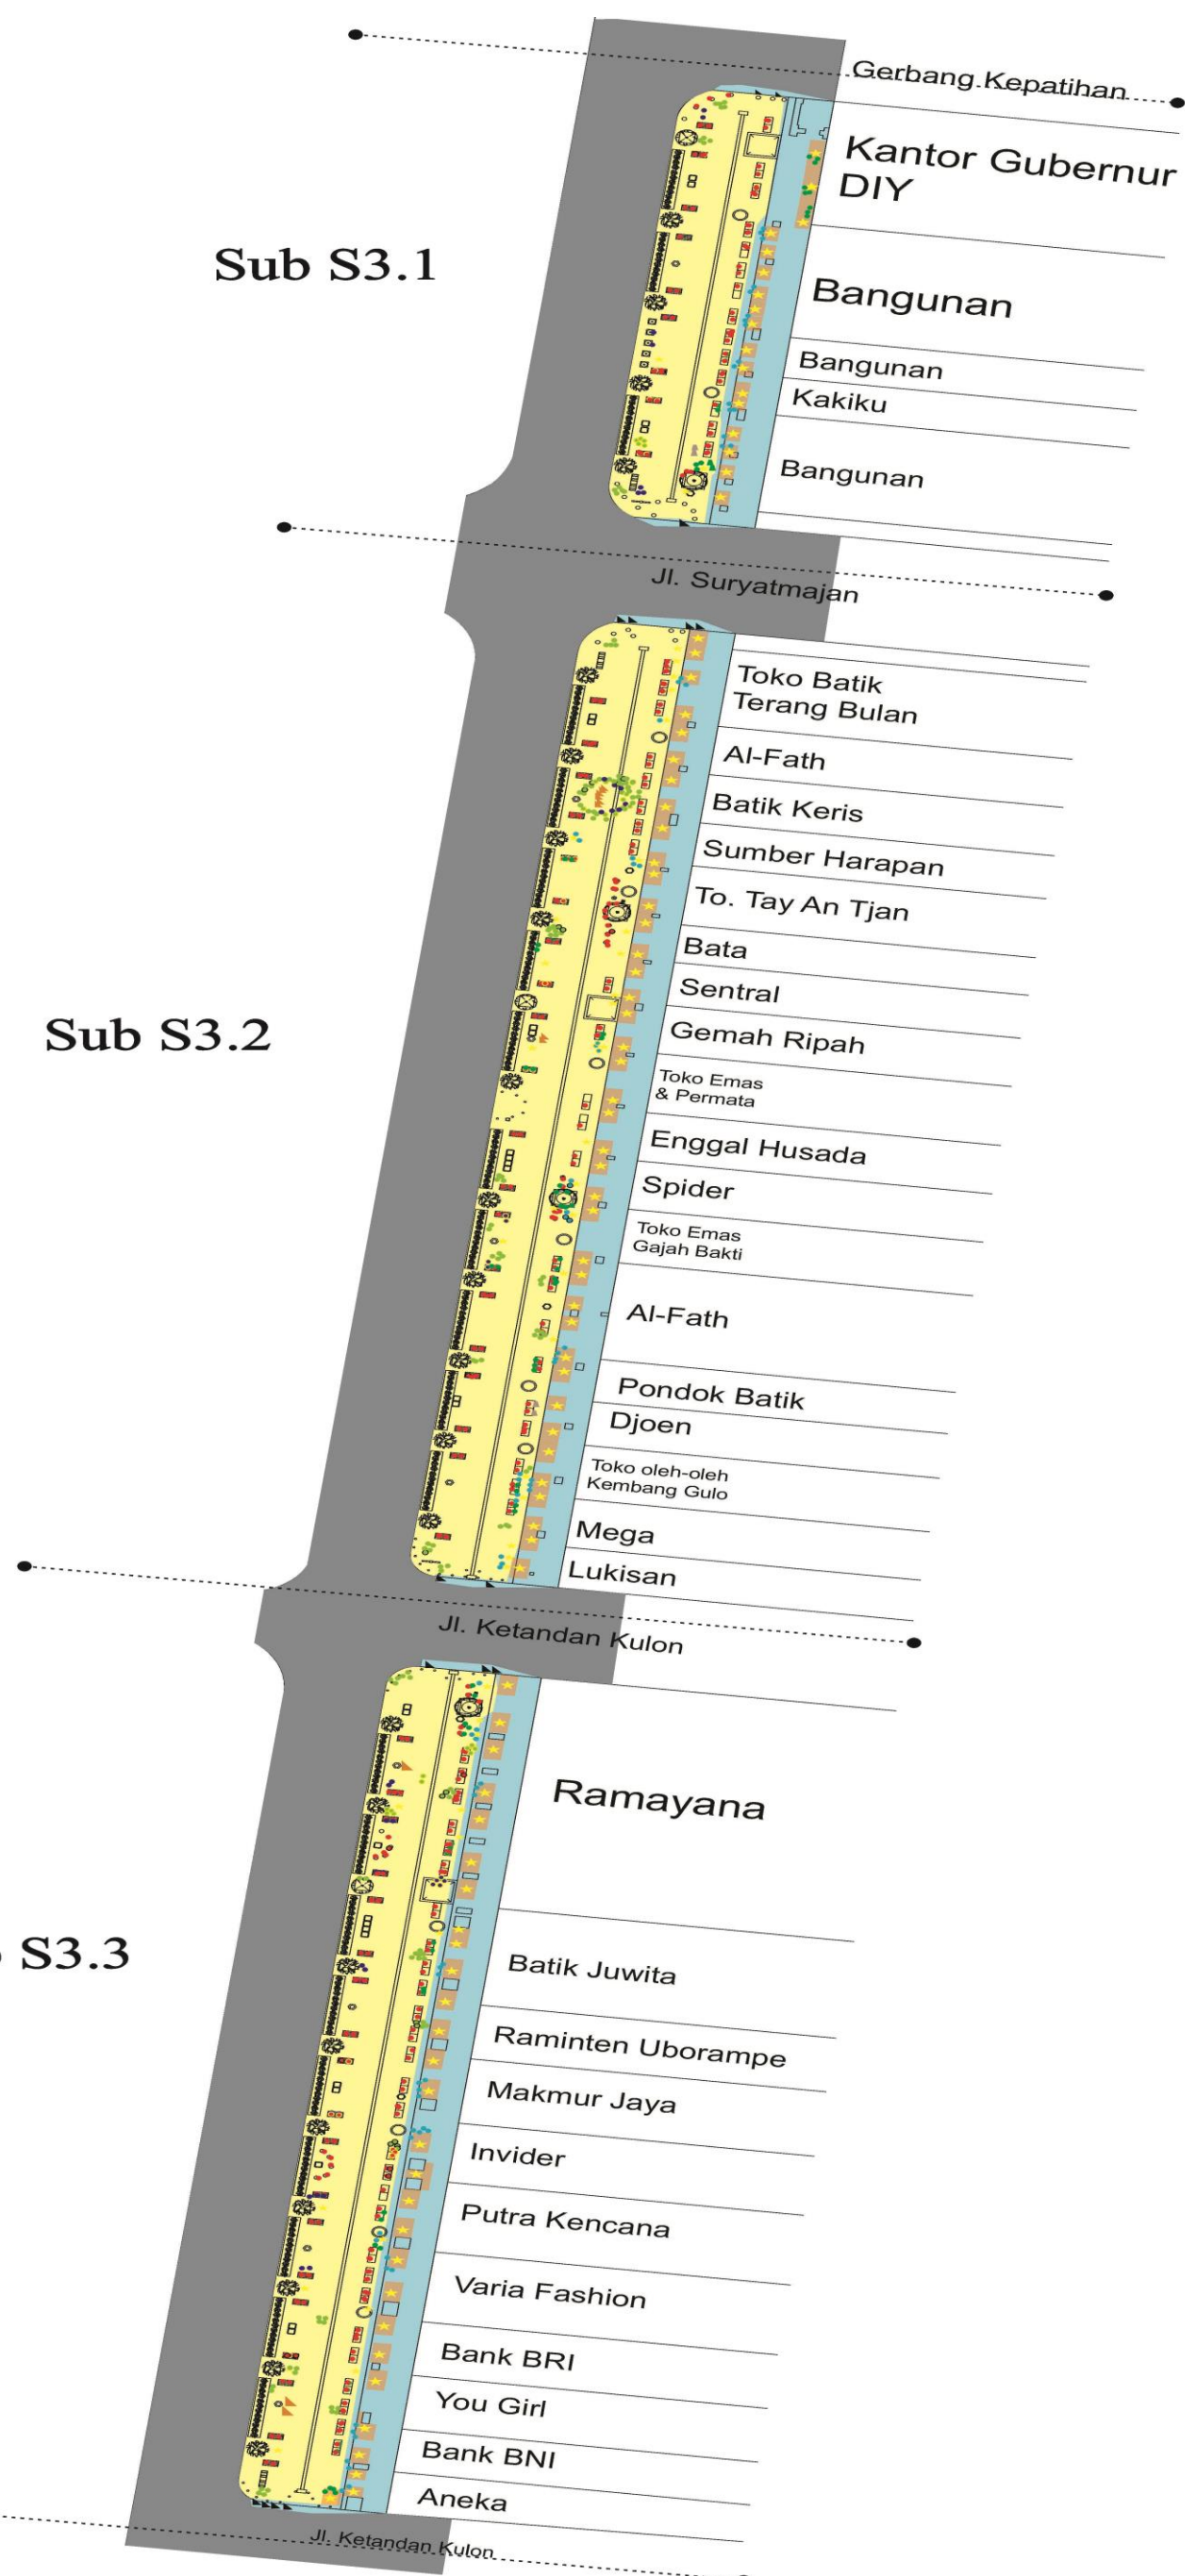 Gerbang Kepatihan
Kantor Gubernur
DIY
Sub S3.1
Bangunan
Bangunan
Kakiku
Bangunan
Jl. Suryatmajan
Toko Batik
Terang Bulan
Al-Fath
Batik Keris
Sumber Harapan
To. Tay An Tjan
Bata
Sentral
Sub S3.2
Gemah Ripah
Toko Emas
& Permata
Enggal Husada
Spider
Toko Emas
Gajah Bakti
Al-Fath
Pondok Batik
Djoen
Toko oleh-oleh
Kembang Gulo
Mega
Lukisan
Jl. Ketandan Kulon
Ramayana
S3.3
Batik Juwita
Raminten Uborampe
Makmur Jaya
Invider
Putra Kencana
Varia Fashion
Bank BRI
You Girl
Bank BNI
Aneka
Jl. Ketandan Kulon